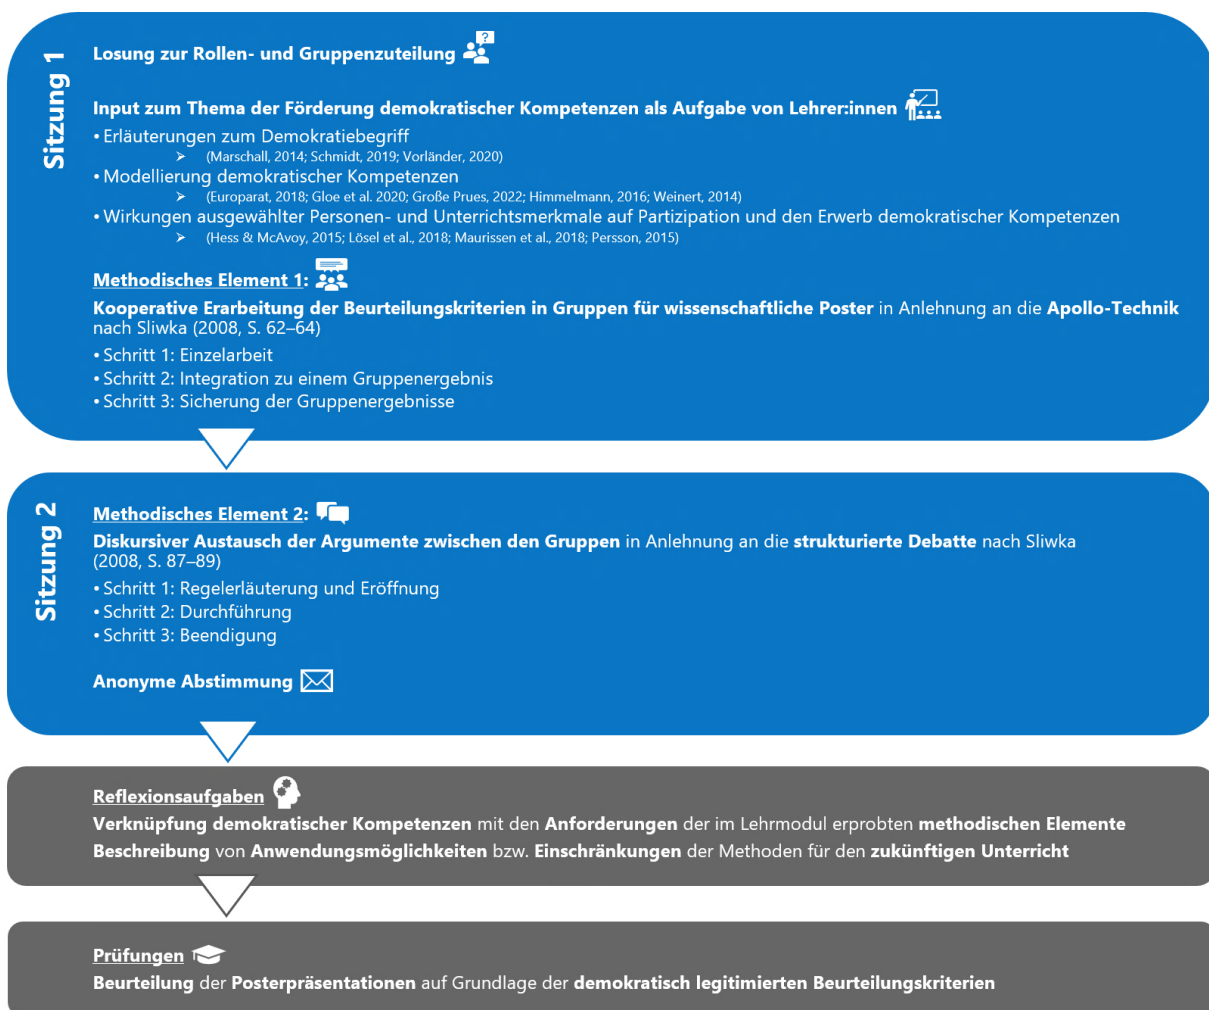 Sitzung 1
Losung zur Rollen- und Gruppenzuteilung
Input zum Thema der Förderung demokratischer Kompetenzen als Aufgabe von Lehrer:innen
• Erläuterungen zum Demokratiebegriff
➢ (Marschall, 2014; Schmidt, 2019; Vorländer, 2020)
• Modellierung demokratischer Kompetenzen
➢ (Europarat, 2018; Gloe et al. 2020; Große Prues, 2022; Himmelmann, 2016; Weinert, 2014)
• Wirkungen ausgewählter Personen- und Unterrichtsmerkmale auf Partizipation und den Erwerb demokratischer Kompetenzen
➢ (Hess & McAvoy, 2015; Lösel et al., 2018; Maurissen et al., 2018; Persson, 2015)
Methodisches Element 1:
Kooperative Erarbeitung der Beurteilungskriterien in Gruppen für wissenschaftliche Poster in Anlehnung an die Apollo-Technik
nach Sliwka (2008, S. 62–64)
• Schritt 1: Einzelarbeit
• Schritt 2: Integration zu einem Gruppenergebnis
• Schritt 3: Sicherung der Gruppenergebnisse
Sitzung 2
Methodisches Element 2:
Diskursiver Austausch der Argumente zwischen den Gruppen in Anlehnung an die strukturierte Debatte nach Sliwka
(2008, S. 87–89)
• Schritt 1: Regelerläuterung und Eröffnung
• Schritt 2: Durchführung
• Schritt 3: Beendigung
Anonyme Abstimmung
Reflexionsaufgaben
Verknüpfung demokratischer Kompetenzen mit den Anforderungen der im Lehrmodul erprobten methodischen Elemente
Beschreibung von Anwendungsmöglichkeiten bzw. Einschränkungen der Methoden für den zukünftigen Unterricht
Prüfungen
Beurteilung der Posterpräsentationen auf Grundlage der demokratisch legitimierten Beurteilungskriterien